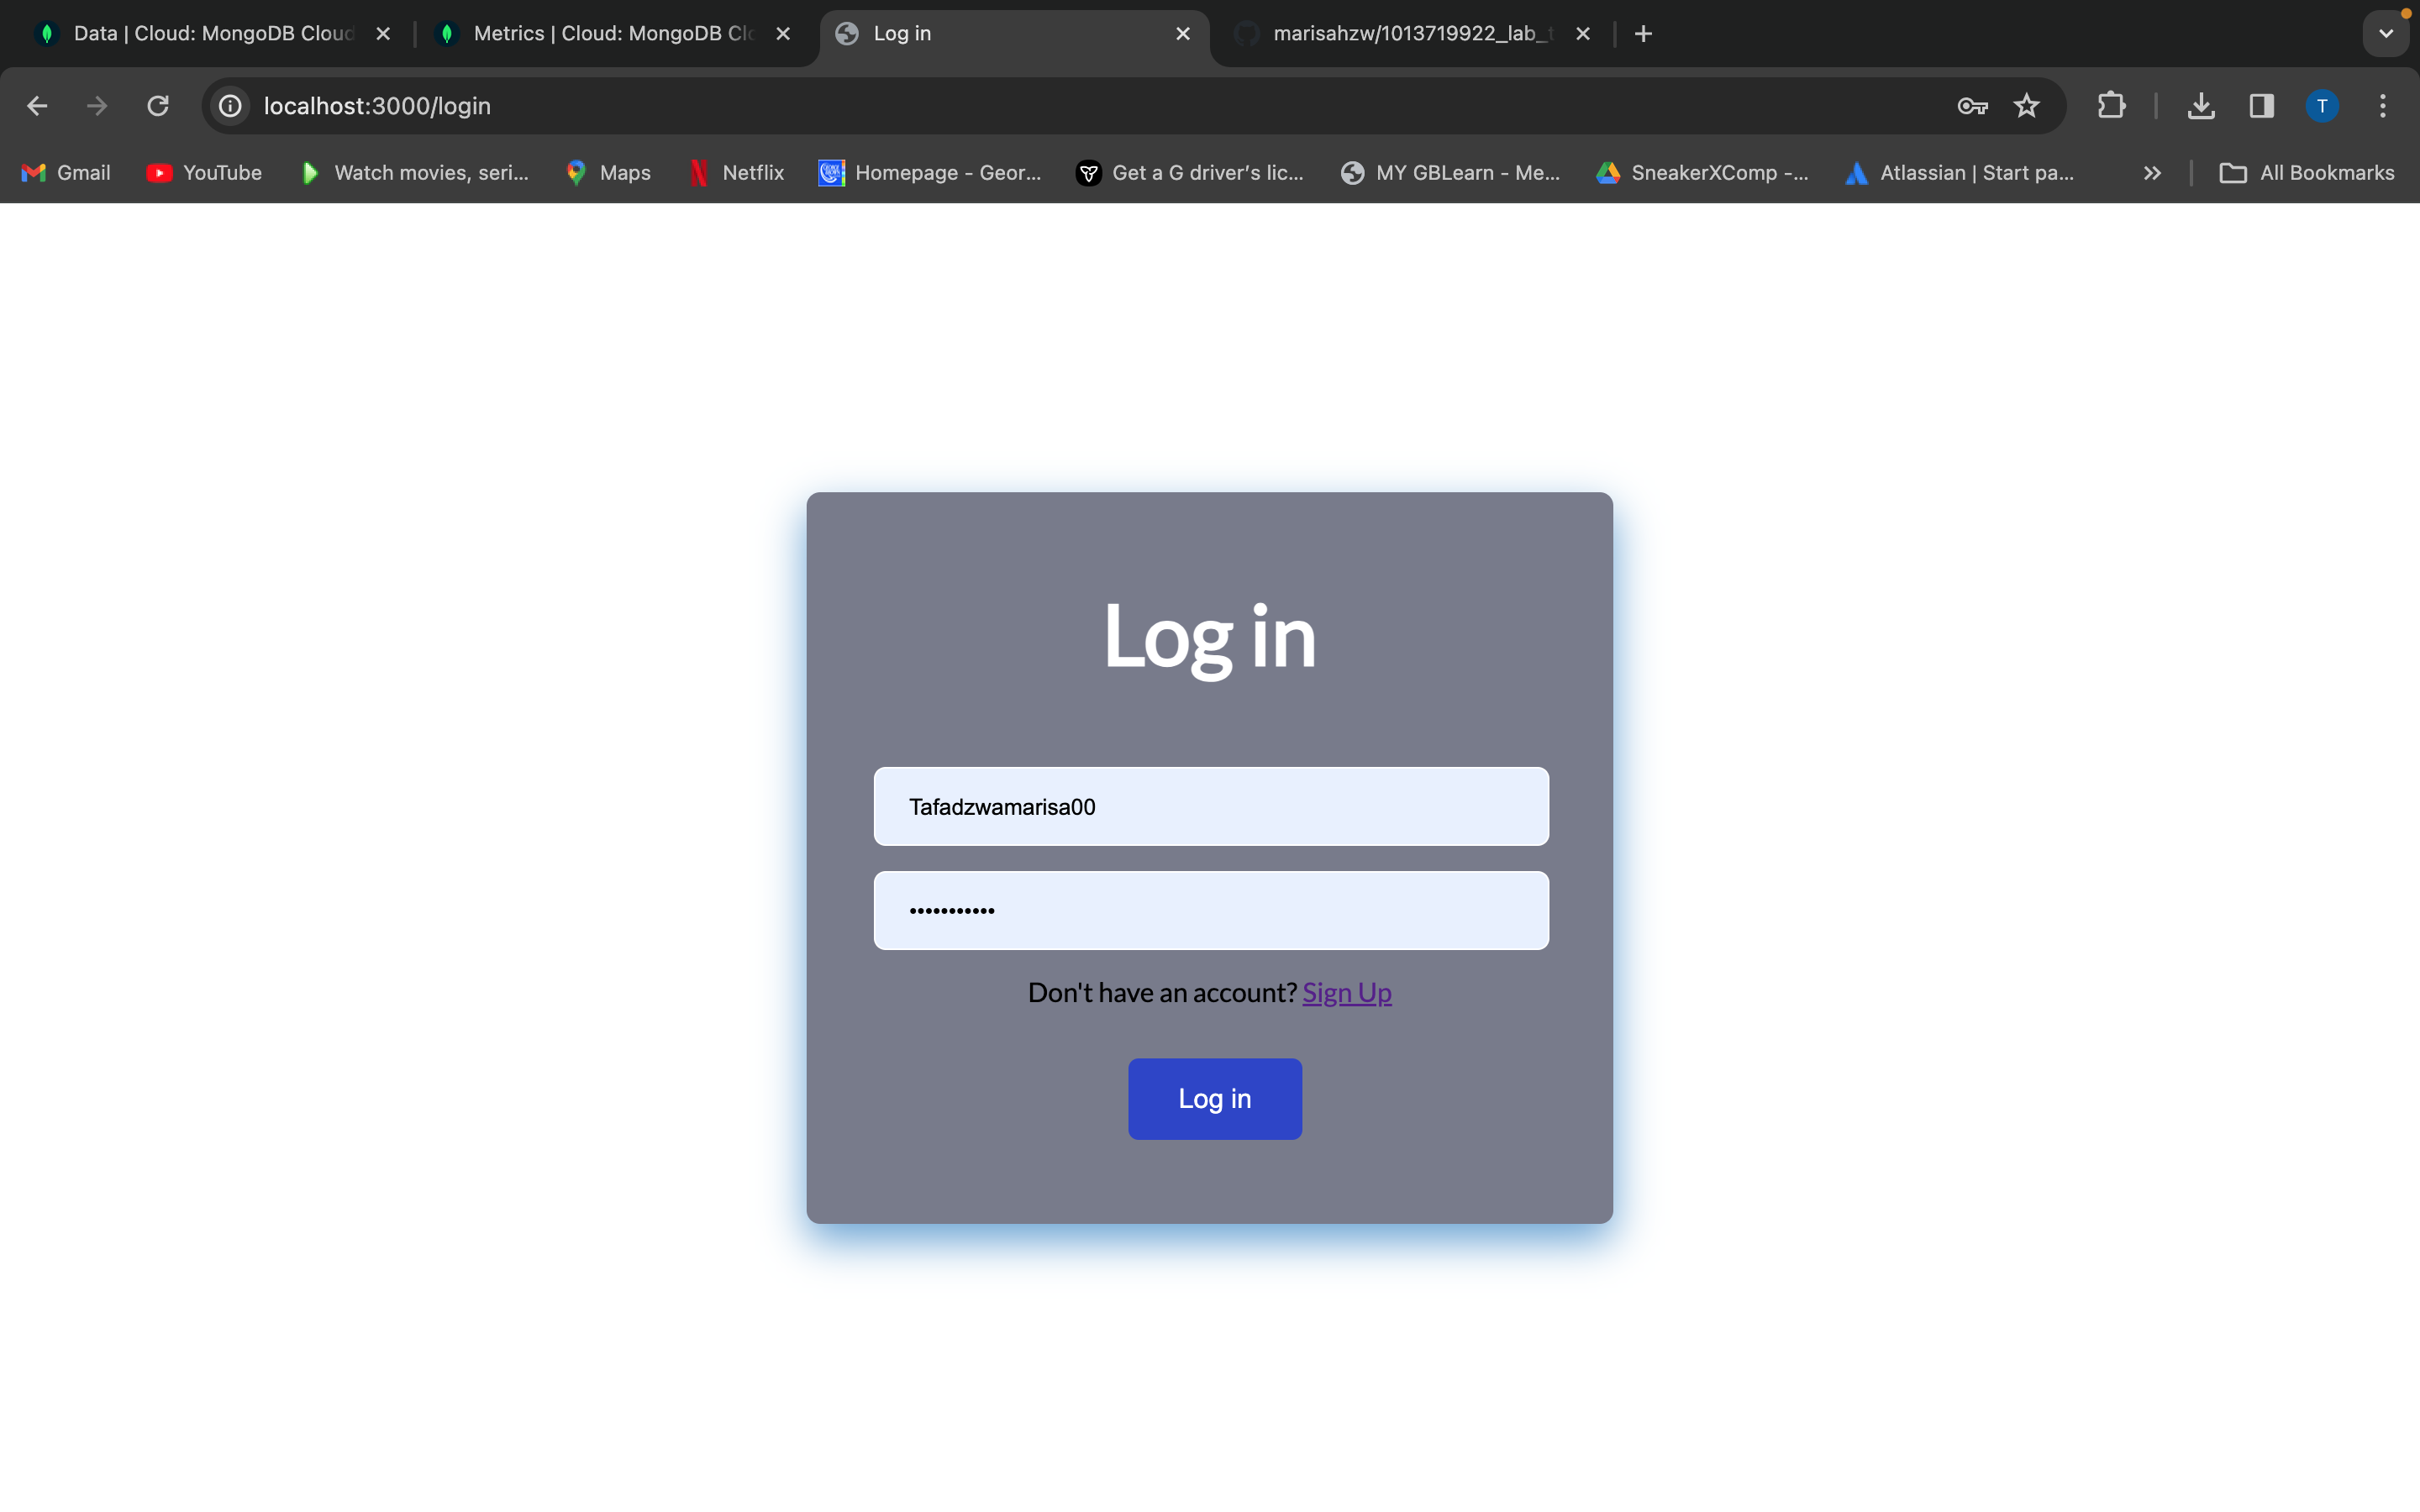 Data | Cloud: MongoDB Cloud
Metrics | Cloud: MongoDB Clo
Log in
marisahzw/1013719922_lab_t
localhost:3000/login
T
Gmail
YouTube
Watch movies, seri...
Maps
Netflix
Homepage - Geor...
Get a G driver's lic...
MY GBLearn - Me...
SneakerXComp -...
Atlassian | Start pa...
All Bookmarks
Log in
Tafadzwamarisa00
•••••••••••
Don't have an account? Sign Up
Log in